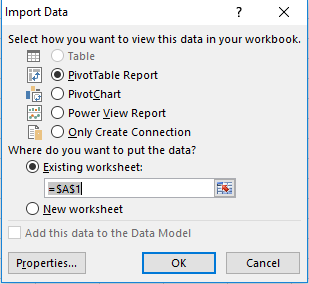 Import Data
Select how you want to view this data in your workbook.
Table
PivotTable Report
PivotChart
Power View Report
Only Create Connection
Where do you want to put the data?
Existing worksheet:
=$A$1
New worksheet
Add this data to the Data Model
Properties...
OK
Cancel